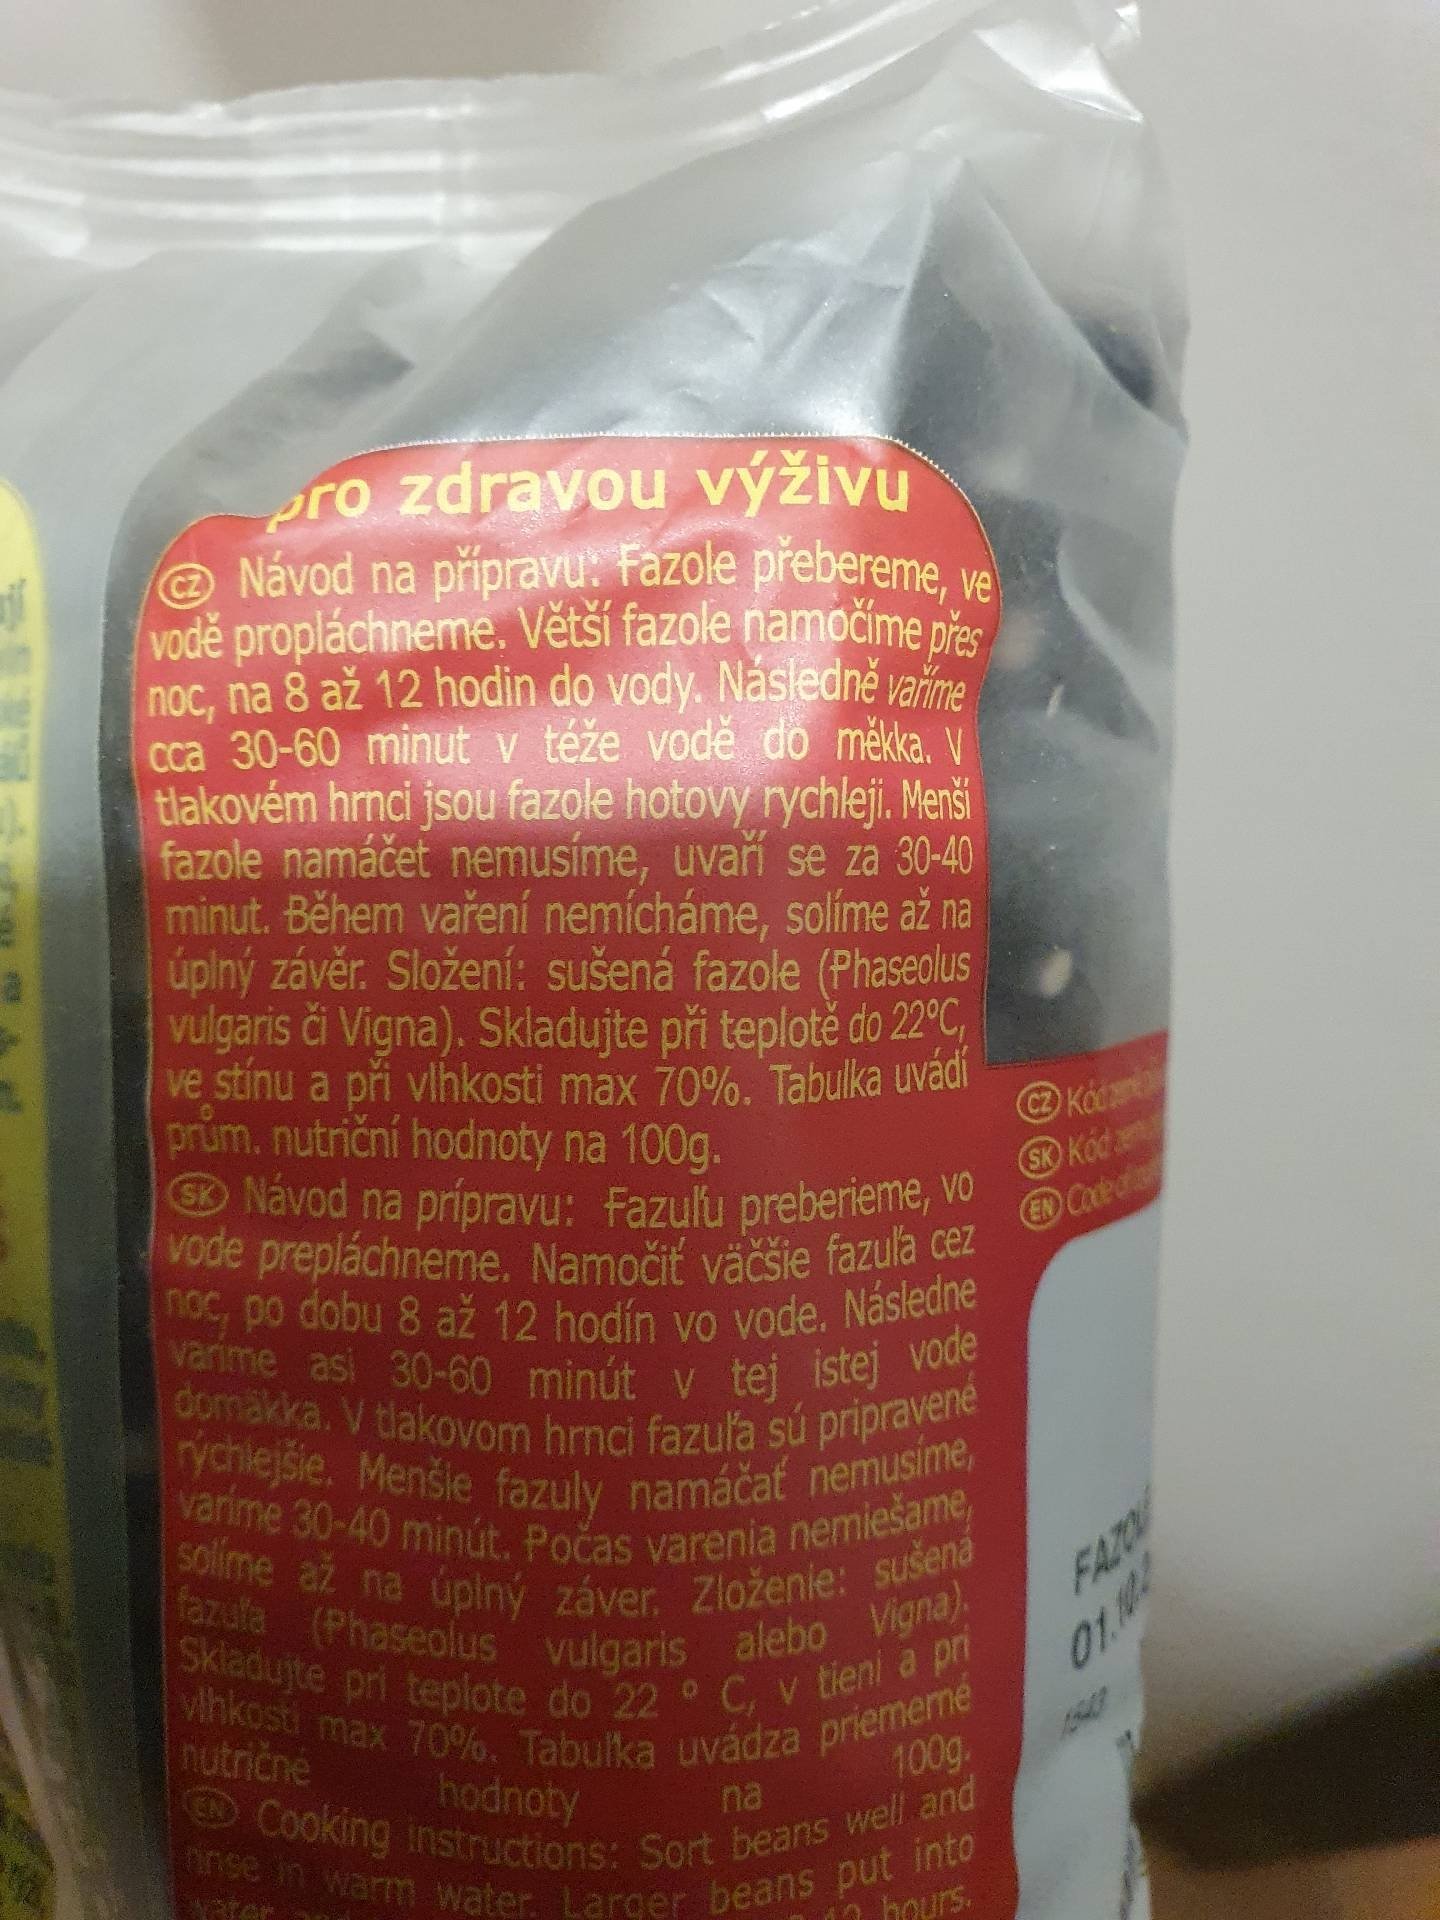 pro zdravou výživu
CZ Návod na přípravu: Fazole přebereme, ve
vodě propláchneme. Větší fazole namočíme přes
noc, na 8 až 12 hodin do vody. Následně vaříme
cca 30-60 minut v téže vodě do měkka. V
tlakovém hrnci jsou fazole hotovy rychleji. Menší
fazole namáčet nemusíme, uvaří se za 30-40
minut. Během vaření nemícháme, solíme až na
úplný závěr. Složení: sušená fazole (Phaseolus
vulgaris či Vigna). Skladujte při teplotě do 22°C,
ve stínu a při vlhkosti max 70%. Tabulka uvádí
prům. nutriční hodnoty na 100g.
SK Návod na prípravu: Fazuľu preberieme, vo
vode prepláchneme. Namočiť väčšie fazuľa cez
noc, po dobu 8 až 12 hodín vo vode. Následne
varíme asi 30-60 minút v tej istej vode
domäkka. V tlakovom hrnci fazuľa sú pripravené
rýchlejšie. Menšie fazuly namáčať nemusíme,
varíme 30-40 minút. Počas varenia nemiešame,
solíme až na úplný záver. Zloženie: sušená
fazuľa (Phaseolus vulgaris alebo Vigna).
Skladujte pri teplote do 22 ° C, v tieni a pri
vlhkosti max 70%. Tabuľka uvádza priemerné
nutričné hodnoty na 100g.
EN Cooking instructions: Sort beans well and
rinse in warm water. Larger beans put into
water hours.
CZ Kód
SK Kód
EN Code of
FAZOL
01.10.2